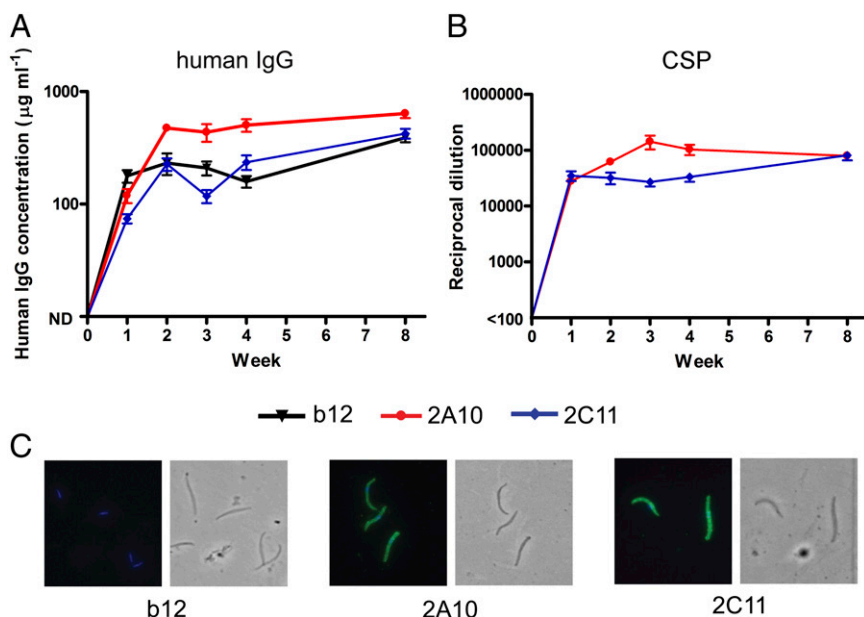 A
human IgG
Human IgG concentration (μg ml⁻¹)
1000
100
ND
0 1 2 3 4 5 6 7 8
Week
B
CSP
Reciprocal dilution
1000000
100000
10000
1000
<100
0 1 2 3 4 5 6 7 8
Week
b12 2A10 2C11
C
b12 2A10 2C11